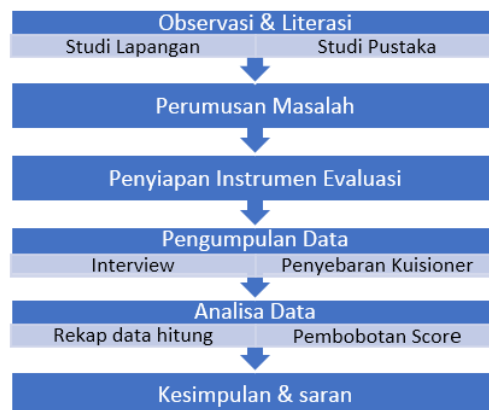 Observasi & Literasi
Studi Lapangan Studi Pustaka
Perumusan Masalah
Penyiapan Instrumen Evaluasi
Pengumpulan Data
Interview Penyebaran Kuisioner
Analisa Data
Rekap data hitung Pembobotan Score
Kesimpulan & saran